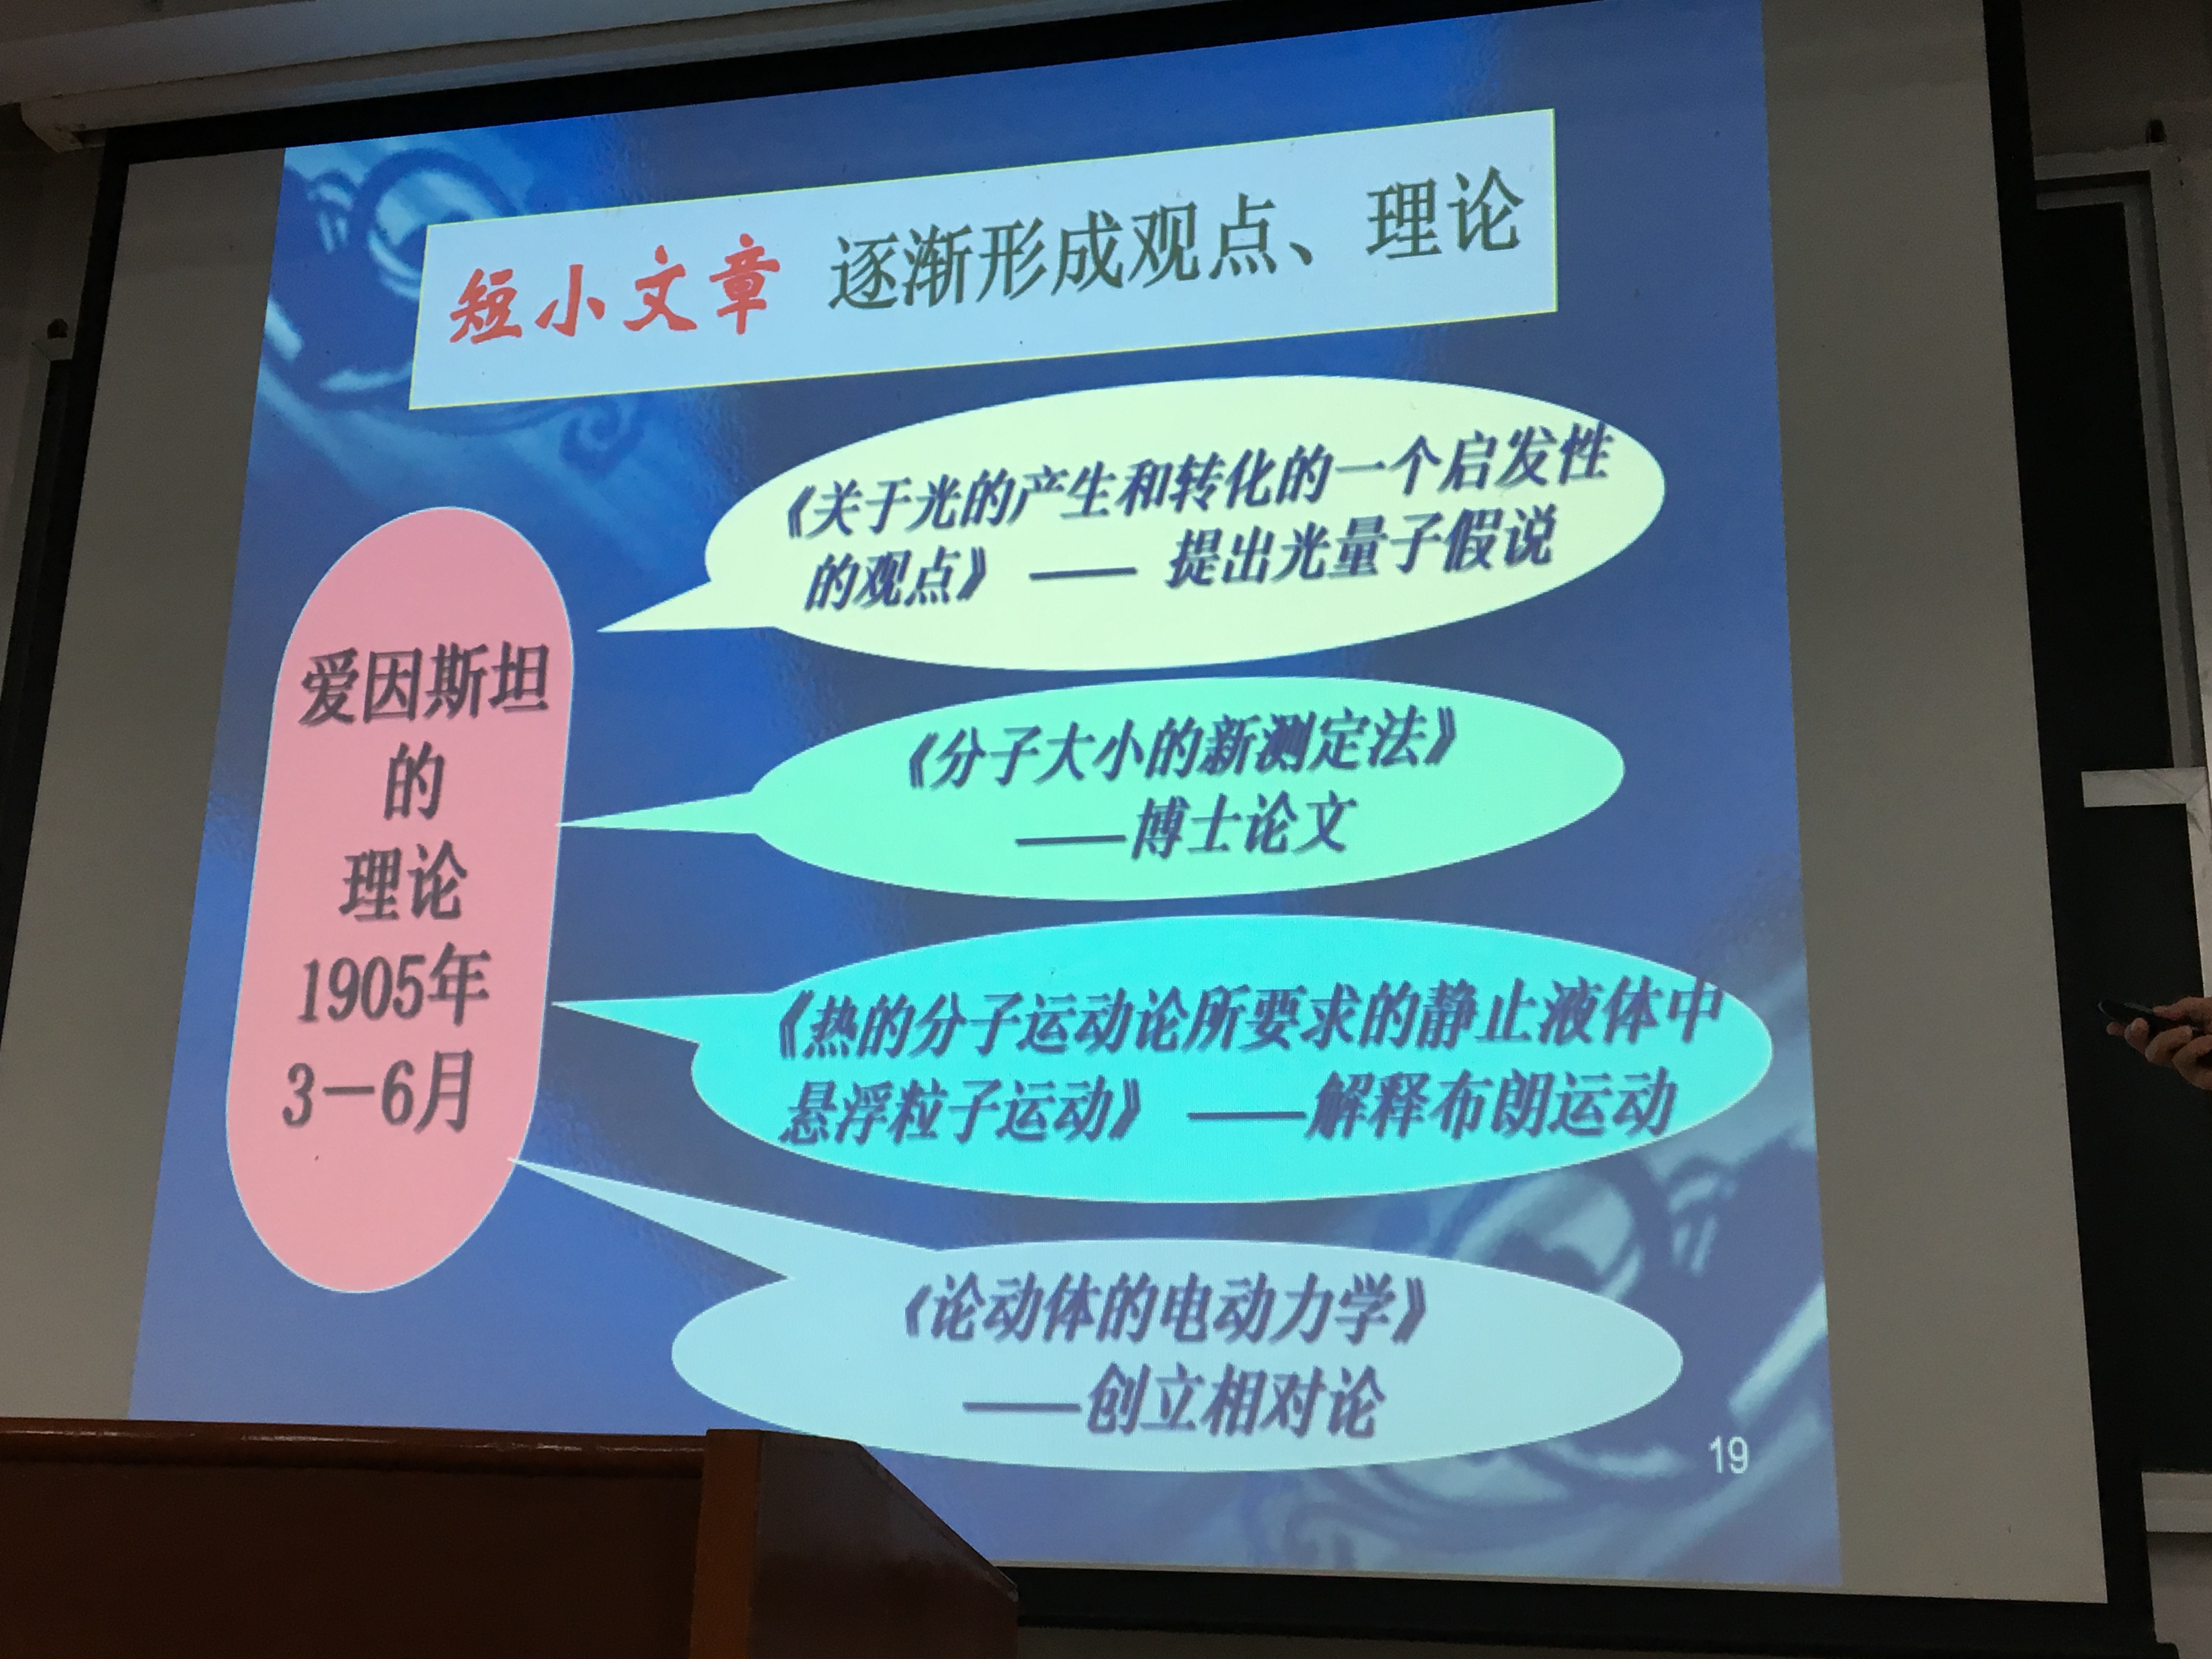 短小文章 逐渐形成观点、理论
《关于光的产生和转化的一个启发性
的观点》 —— 提出光量子假说
爱因斯坦
的
理论
1905年
3－6月
《分子大小的新测定法》
——博士论文
《热的分子运动论所要求的静止液体中
悬浮粒子运动》 ——解释布朗运动
《论动体的电动力学》
——创立相对论
19